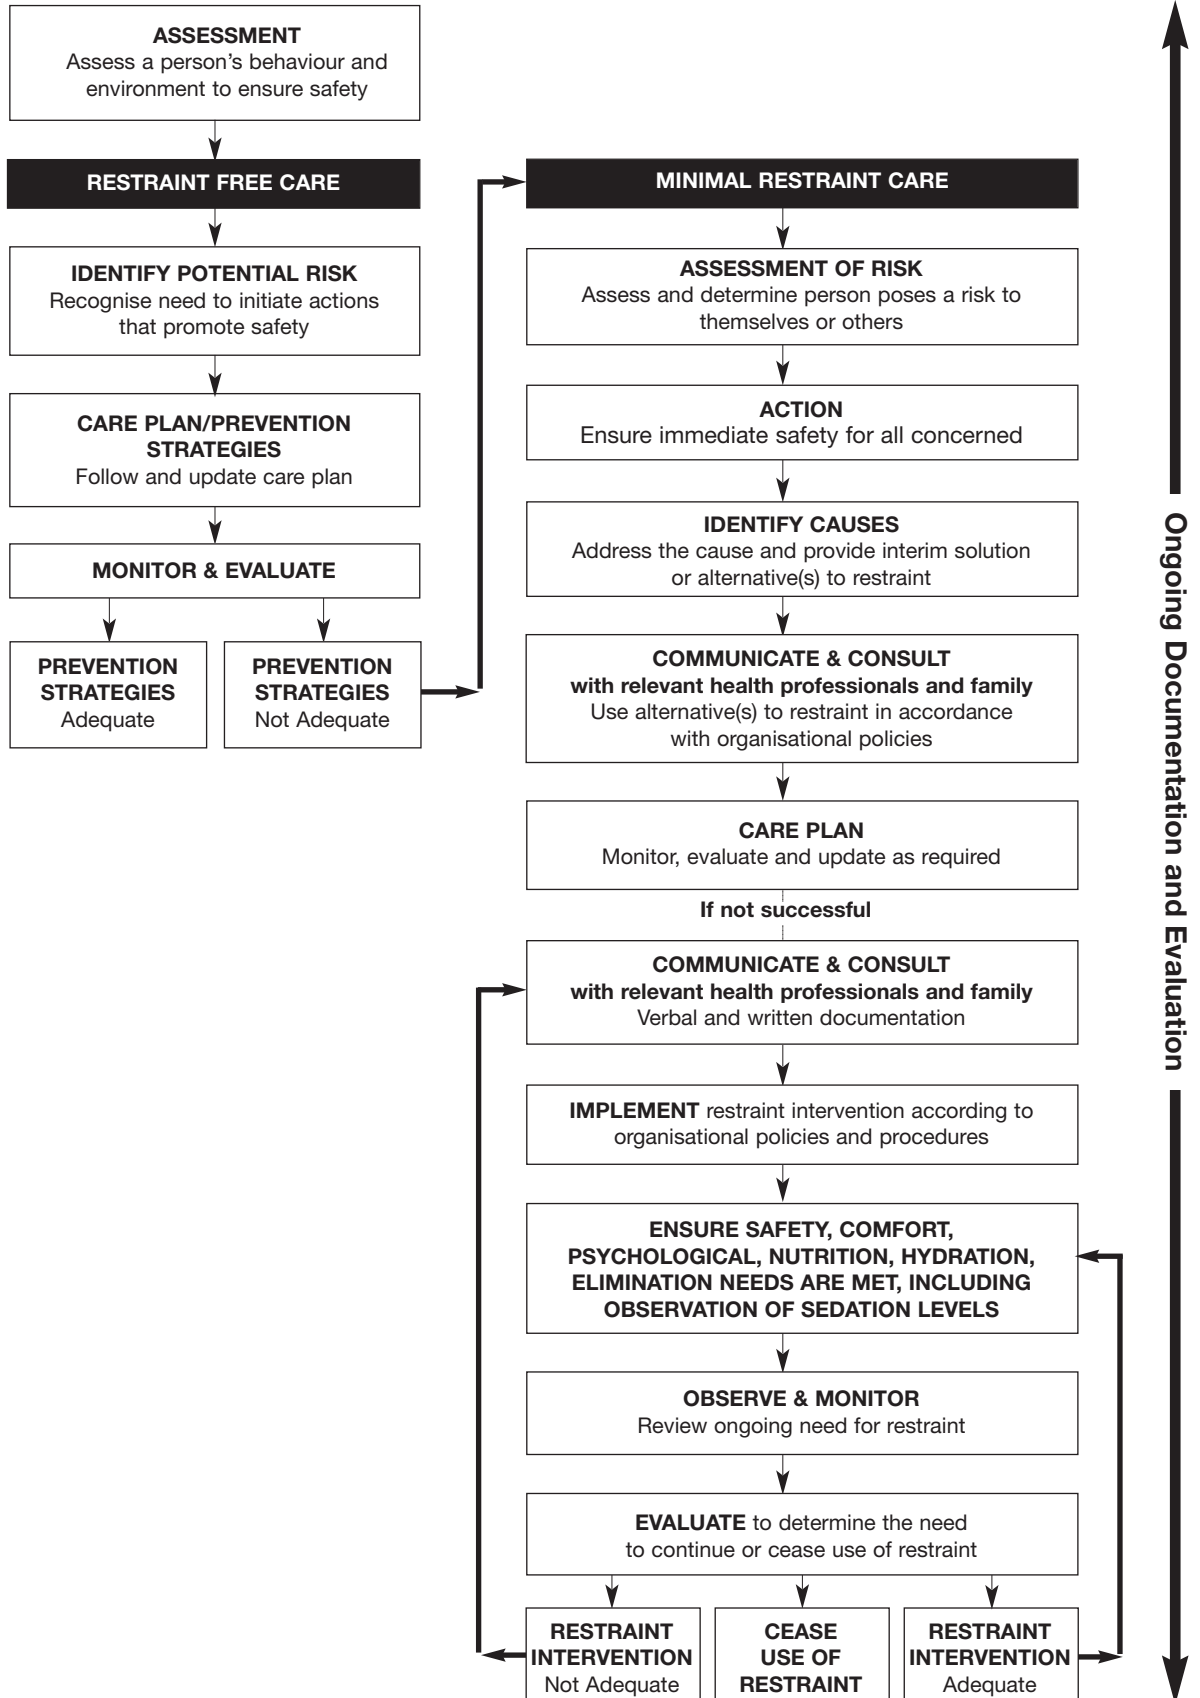 ASSESSMENT
Assess a person's behaviour and
environment to ensure safety
RESTRAINT FREE CARE
IDENTIFY POTENTIAL RISK
Recognise need to initiate actions
that promote safety
CARE PLAN/PREVENTION
STRATEGIES
Follow and update care plan
MONITOR & EVALUATE
PREVENTION
STRATEGIES
Adequate
PREVENTION
STRATEGIES
Not Adequate
MINIMAL RESTRAINT CARE
ASSESSMENT OF RISK
Assess and determine person poses a risk to
themselves or others
ACTION
Ensure immediate safety for all concerned
IDENTIFY CAUSES
Address the cause and provide interim solution
or alternative(s) to restraint
COMMUNICATE & CONSULT
with relevant health professionals and family
Use alternative(s) to restraint in accordance
with organisational policies
CARE PLAN
Monitor, evaluate and update as required
If not successful
COMMUNICATE & CONSULT
with relevant health professionals and family
Verbal and written documentation
IMPLEMENT restraint intervention according to
organisational policies and procedures
ENSURE SAFETY, COMFORT,
PSYCHOLOGICAL, NUTRITION, HYDRATION,
ELIMINATION NEEDS ARE MET, INCLUDING
OBSERVATION OF SEDATION LEVELS
OBSERVE & MONITOR
Review ongoing need for restraint
EVALUATE to determine the need
to continue or cease use of restraint
RESTRAINT
INTERVENTION
Not Adequate
CEASE
USE OF
RESTRAINT
RESTRAINT
INTERVENTION
Adequate
Ongoing Documentation and Evaluation